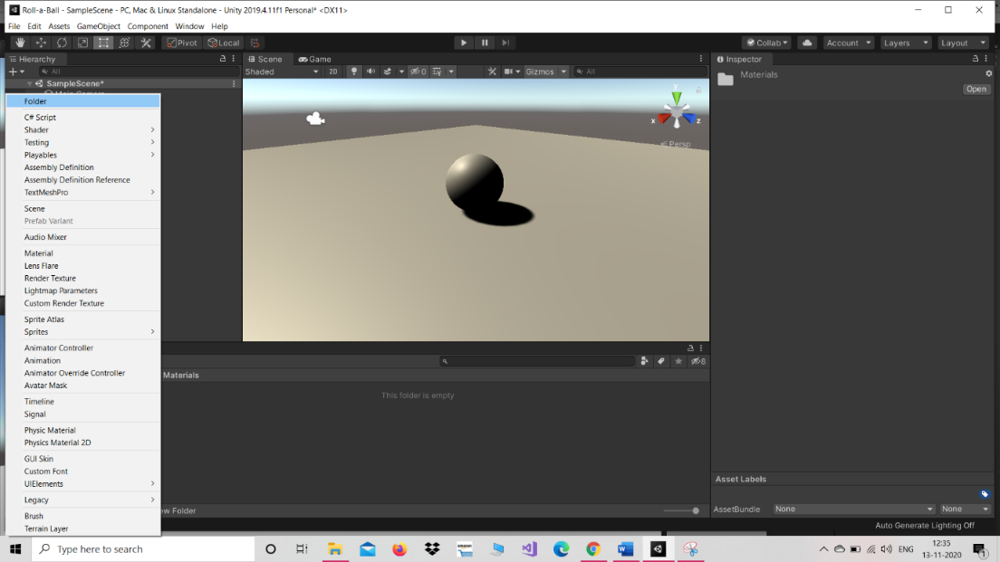 Roll-a-Ball - SampleScene - PC, Mac & Linux Standalone - Unity 2019.4.11f1 Personal* <DX11>
File Edit Assets GameObject Component Window Help
Pivot Local Collab Account Layers Layout
Hierarchy
All
SampleScene*
Main Camera
Folder
C# Script
Shader
Testing
Playables
Assembly Definition
Assembly Definition Reference
TextMeshPro
Scene
Prefab Variant
Audio Mixer
Material
Lens Flare
Render Texture
Lightmap Parameters
Custom Render Texture
Sprite Atlas
Sprites
Animator Controller
Animation
Animator Override Controller
Avatar Mask
Timeline
Signal
Physic Material
Physics Material 2D
GUI Skin
Custom Font
UIElements
Legacy
Brush
Terrain Layer
Scene Game
Shaded 2D 0 Gizmos All
y
x z
< Persp
Materials
8
This folder is empty
ew Folder
Inspector
Materials
Open
Asset Labels
AssetBundle None None
Auto Generate Lighting Off
Type here to search
ENG
12:35
13-11-2020
1